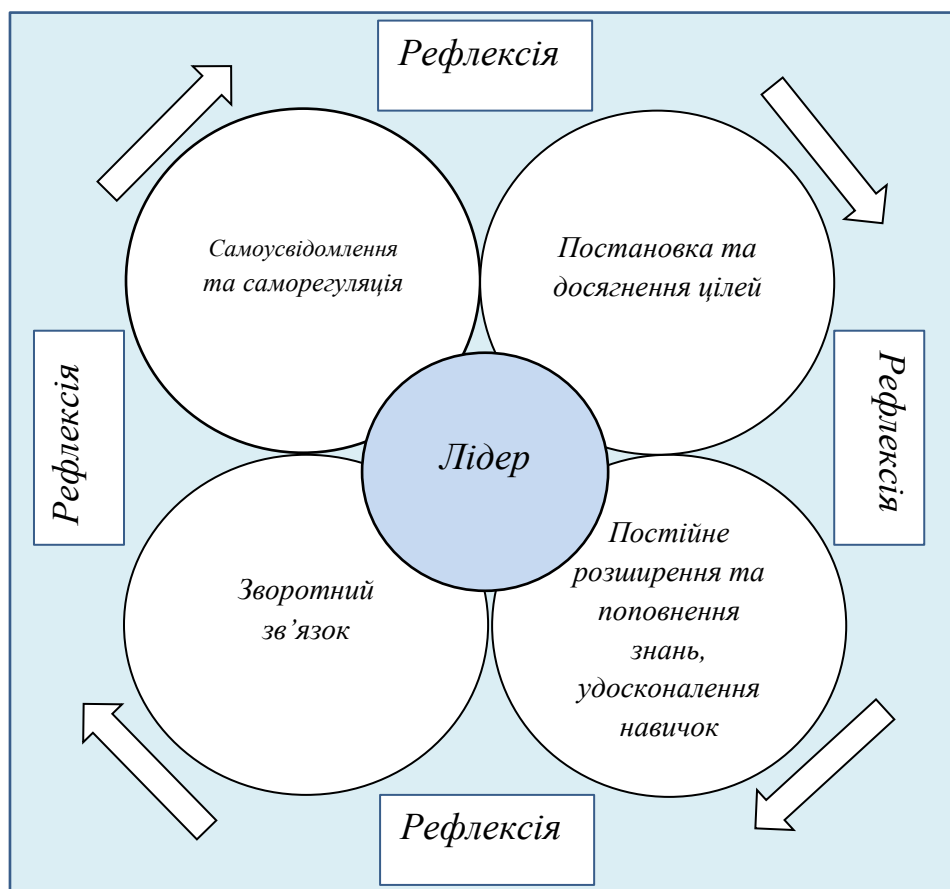 Рефлексія
Самоусвідомлення
та саморегуляція
Постановка та
досягнення цілей
Рефлексія
Лідер
Рефлексія
Зворотний
зв’язок
Постійне
розширення та
поповнення
знань,
удосконалення
навичок
Рефлексія